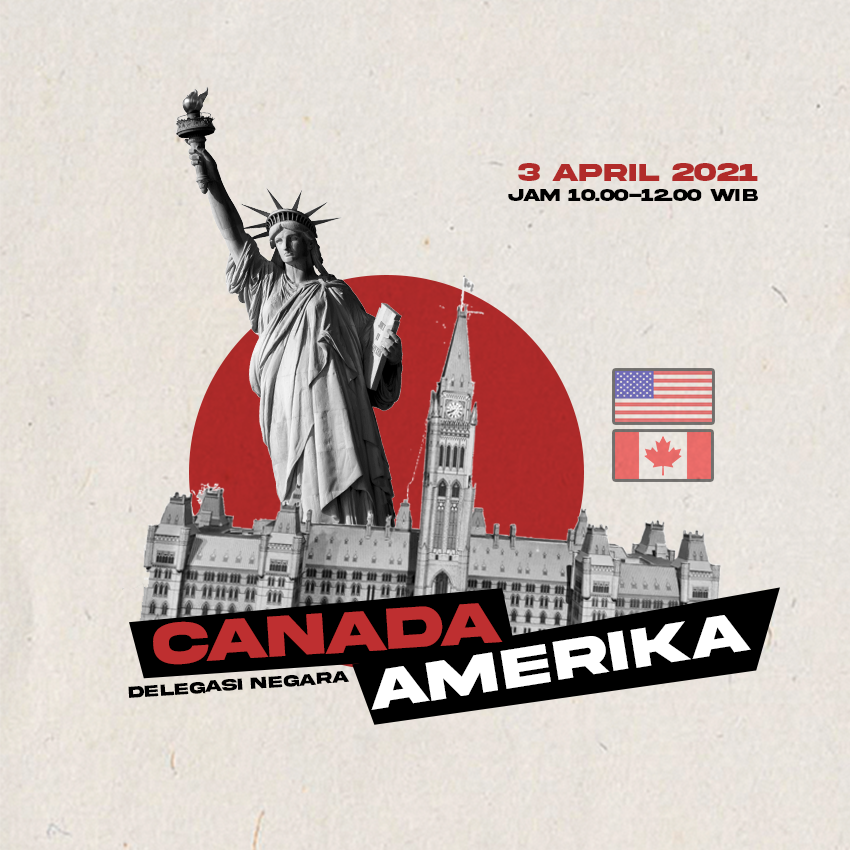 3 APRIL 2021
JAM 10.00-12.00 WIB
CANADA
DELEGASI NEGARA
AMERIKA